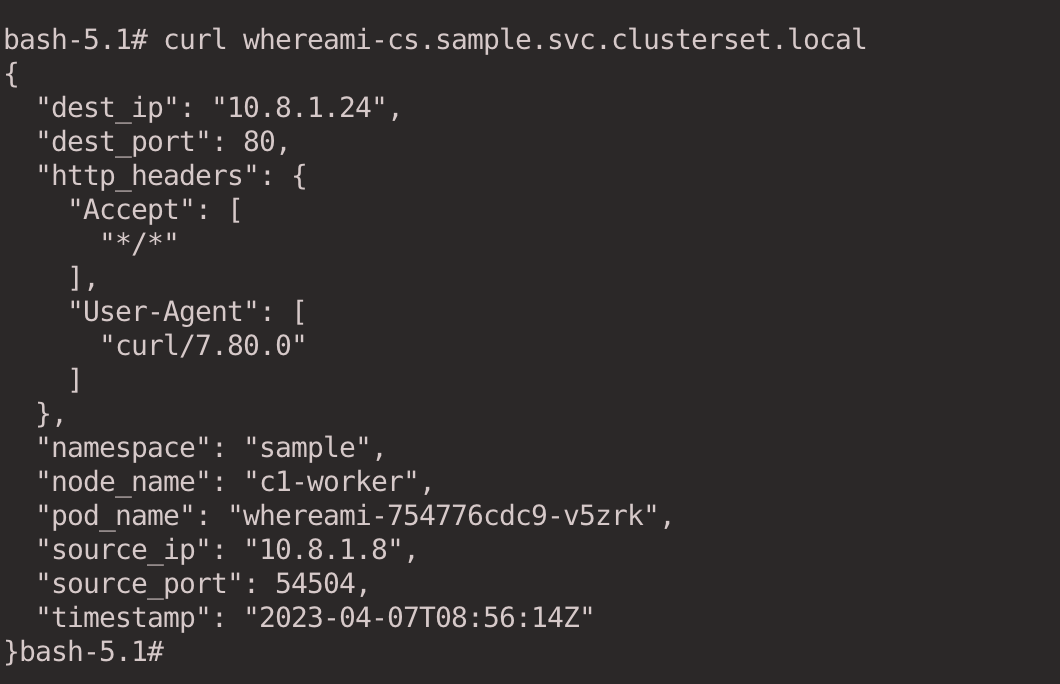 bash-5.1# curl whereami-cs.sample.svc.clusterset.local
{
  "dest_ip": "10.8.1.24",
  "dest_port": 80,
  "http_headers": {
    "Accept": [
      "*/*"
    ],
    "User-Agent": [
      "curl/7.80.0"
    ]
  },
  "namespace": "sample",
  "node_name": "c1-worker",
  "pod_name": "whereami-754776cdc9-v5zrk",
  "source_ip": "10.8.1.8",
  "source_port": 54504,
  "timestamp": "2023-04-07T08:56:14Z"
}bash-5.1#